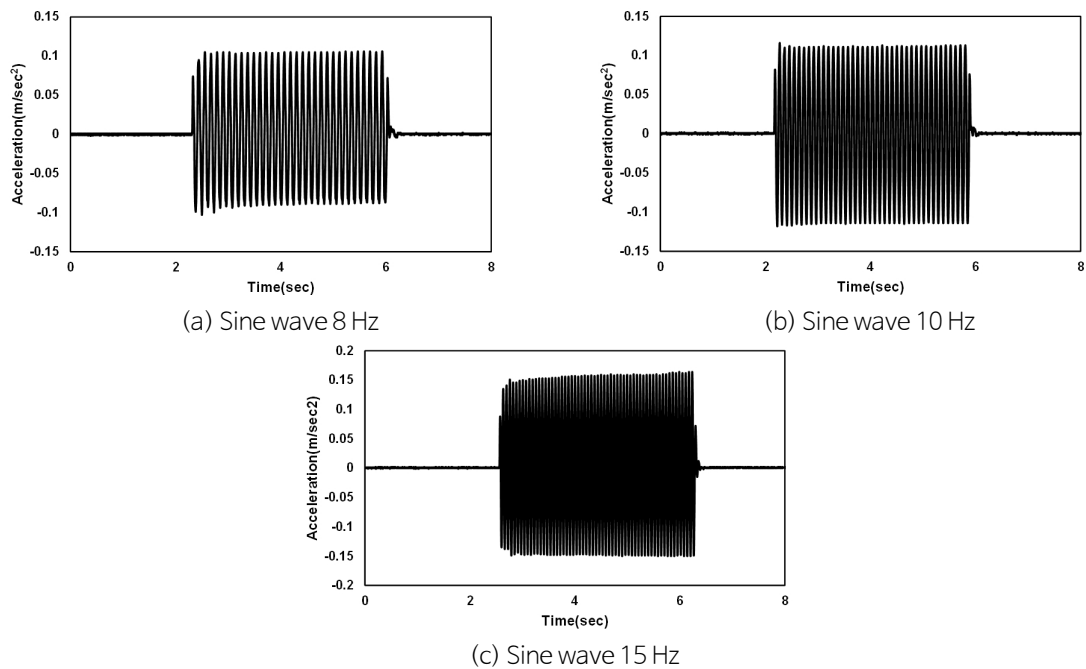 0.15
0.1
0.05
0
-0.05
-0.1
-0.15
Acceleration(m/sec²)
0 2 4 6 8
Time(sec)
(a) Sine wave 8 Hz
0.15
0.1
0.05
0
-0.05
-0.1
-0.15
Acceleration(m/sec²)
0 2 4 6 8
Time(sec)
(b) Sine wave 10 Hz
0.2
0.15
0.1
0.05
0
-0.05
-0.1
-0.15
-0.2
Acceleration(m/sec2)
0 2 4 6 8
Time(sec)
(c) Sine wave 15 Hz